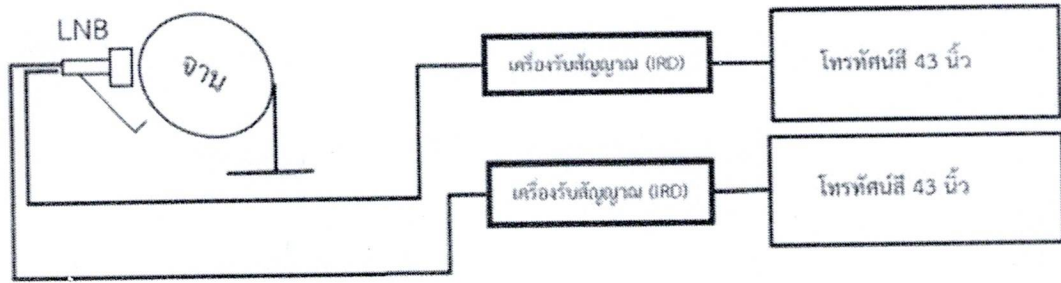 LNB
จาน
เครื่องรับสัญญาณ (IRD)
โทรทัศน์สี 43 นิ้ว
เครื่องรับสัญญาณ (IRD)
โทรทัศน์สี 43 นิ้ว